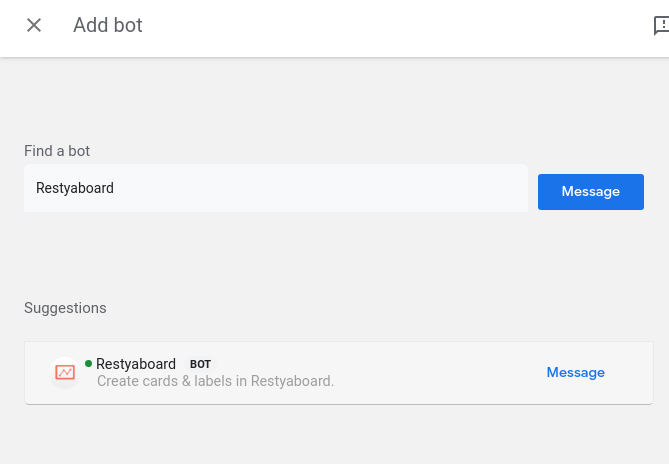 Add bot
Find a bot
Restyaboard
Message
Suggestions
Restyaboard BOT
Create cards & labels in Restyaboard.
Message